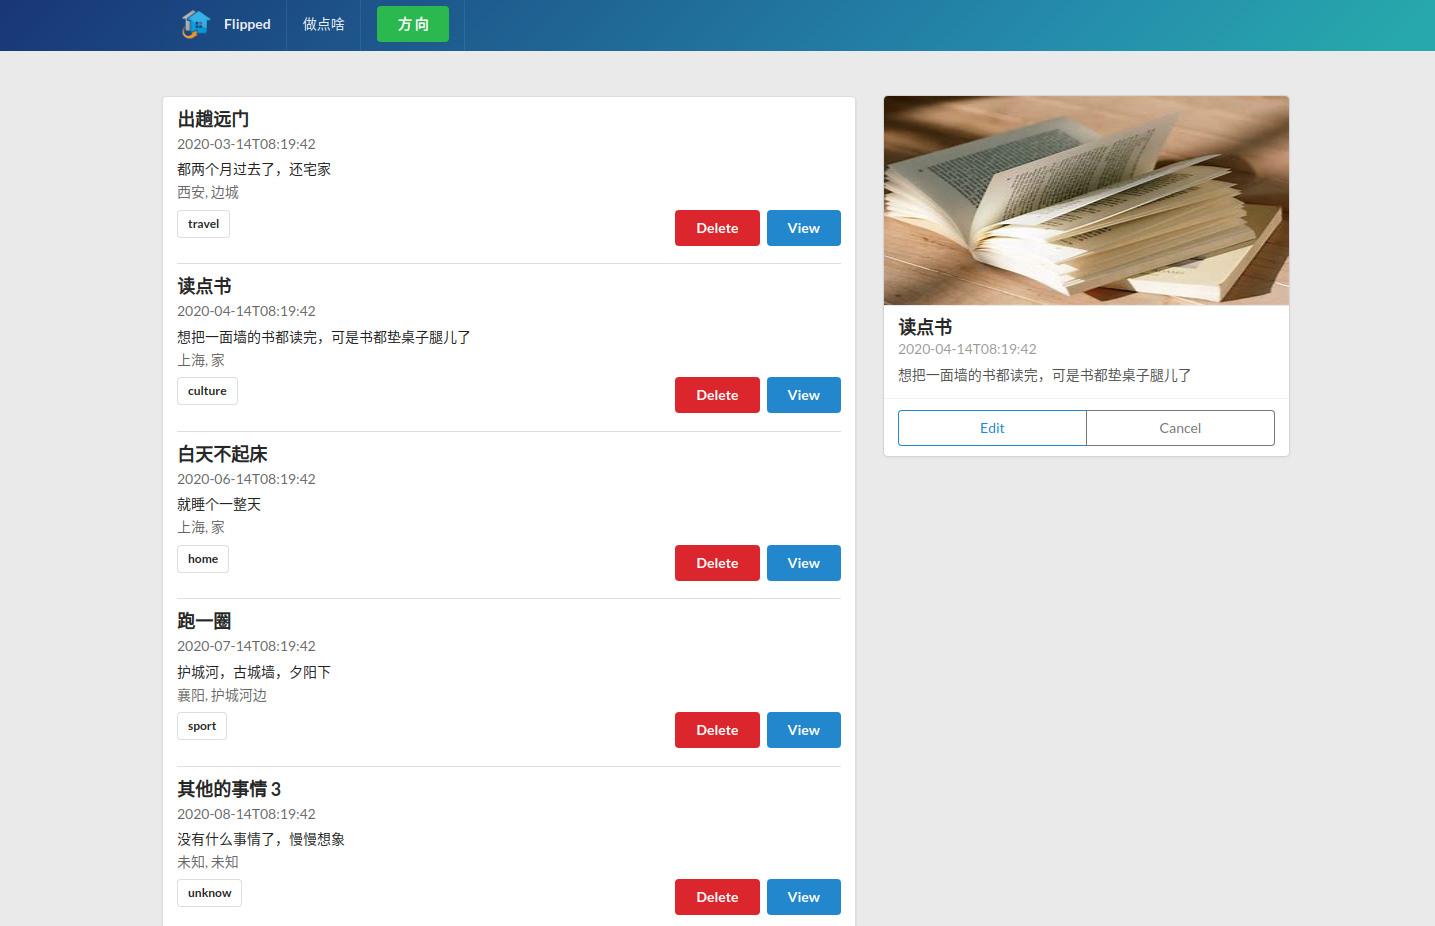 Flipped
做点啥
方向
出趟远门
2020-03-14T08:19:42
都两个月过去了，还宅家
西安, 边城
travel
Delete
View
读点书
2020-04-14T08:19:42
想把一面墙的书都读完，可是书都垫桌子腿儿了
上海, 家
culture
Delete
View
白天不起床
2020-06-14T08:19:42
就睡个一整天
上海, 家
home
Delete
View
跑一圈
2020-07-14T08:19:42
护城河，古城墙，夕阳下
襄阳, 护城河边
sport
Delete
View
其他的事情 3
2020-08-14T08:19:42
没有什么事情了，慢慢想象
未知, 未知
unknow
Delete
View
读点书
2020-04-14T08:19:42
想把一面墙的书都读完，可是书都垫桌子腿儿了
Edit
Cancel